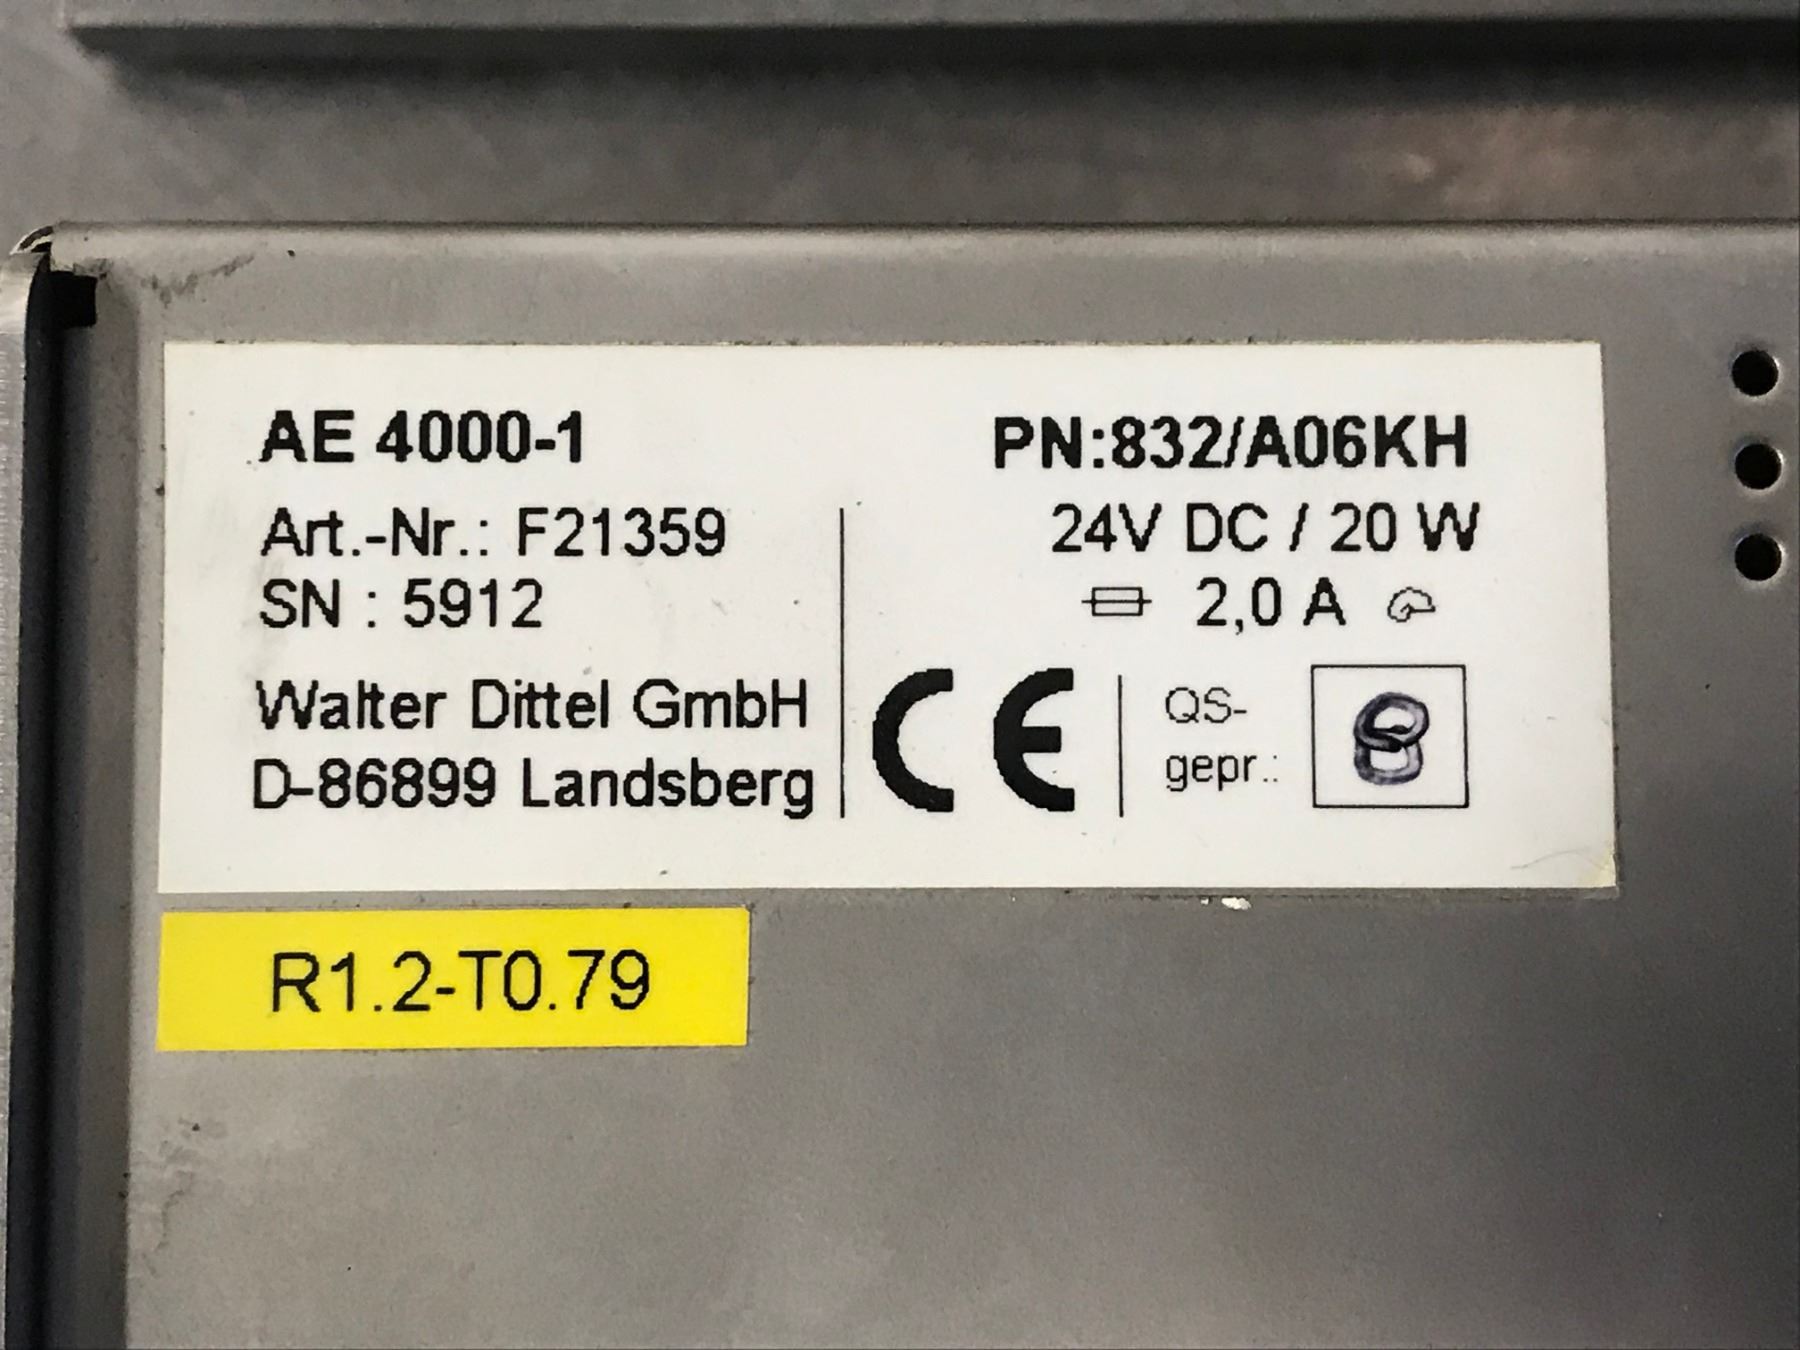 AE 4000-1
Art.-Nr.: F21359
SN : 5912
Walter Dittel GmbH
D-86899 Landsberg
PN:832/A06KH
24V DC / 20 W
2,0 A
CE
QS-
gepr.:
R1.2-T0.79